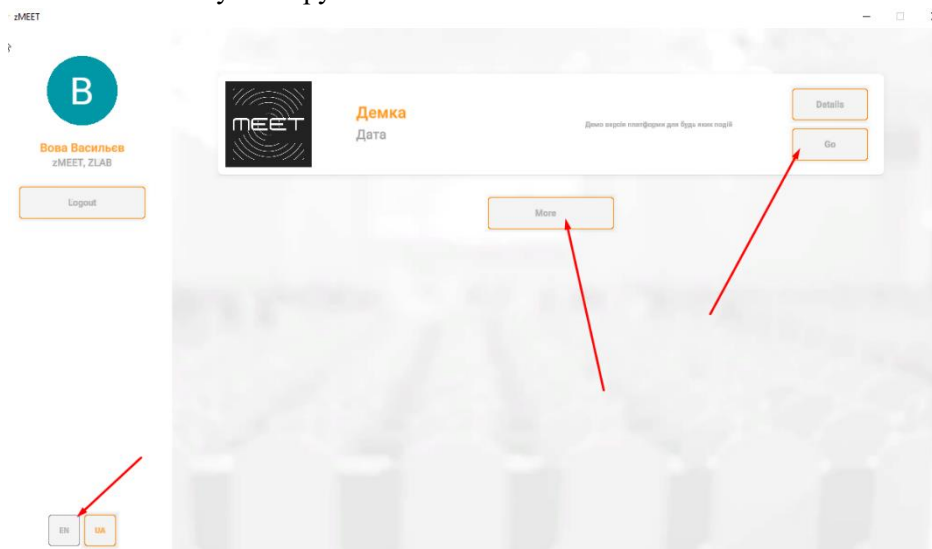 zMEET
B
Вова Васильев
zMEET, ZLAB
Logout
MEET
Демка
Дата
Демо версія платформи для будь яких подій
Details
Go
More
EN
UA